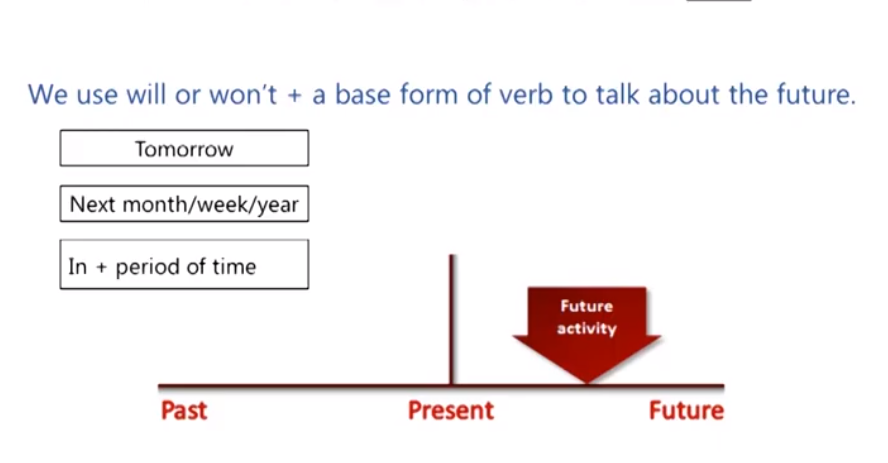 We use will or won't + a base form of verb to talk about the future.
Tomorrow
Next month/week/year
In + period of time
Future
activity
Past
Present
Future